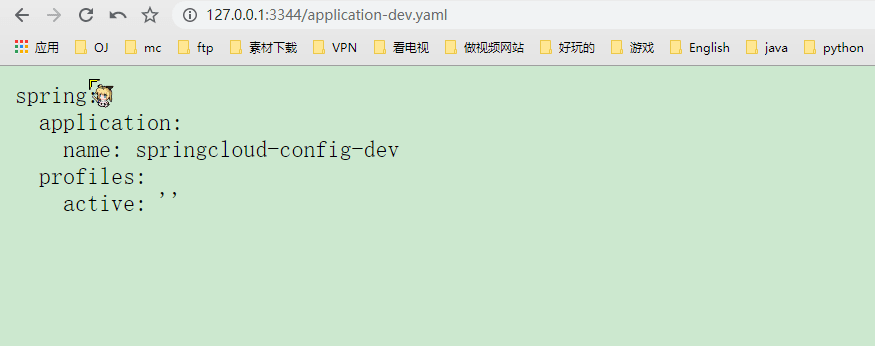 127.0.0.1:3344/application-dev.yaml
应用 OJ mc ftp 素材下载 VPN 看电视 做视频网站 好玩的 游戏 English java python
spring:
  application:
    name: springcloud-config-dev
  profiles:
    active: ''